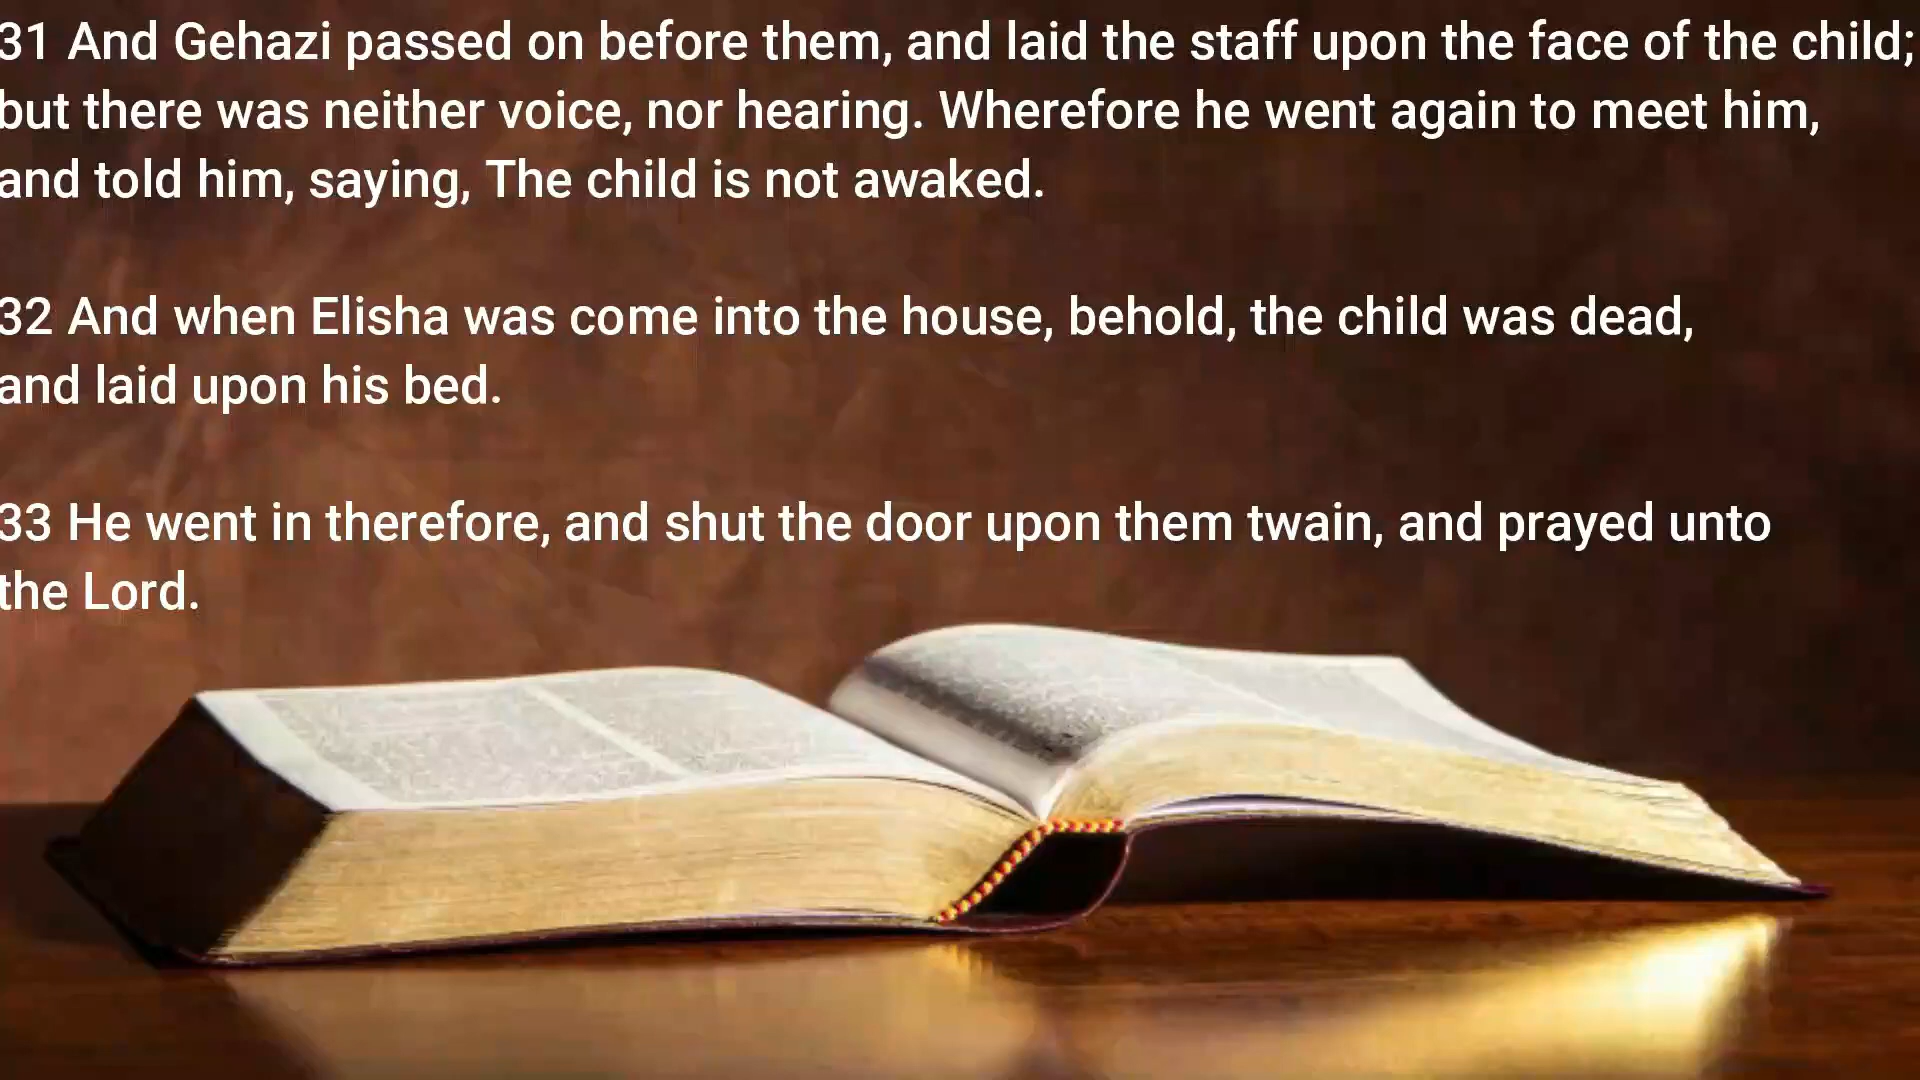 31 And Gehazi passed on before them, and laid the staff upon the face of the child;
but there was neither voice, nor hearing. Wherefore he went again to meet him,
and told him, saying, The child is not awaked.
32 And when Elisha was come into the house, behold, the child was dead,
and laid upon his bed.
33 He went in therefore, and shut the door upon them twain, and prayed unto
the Lord.